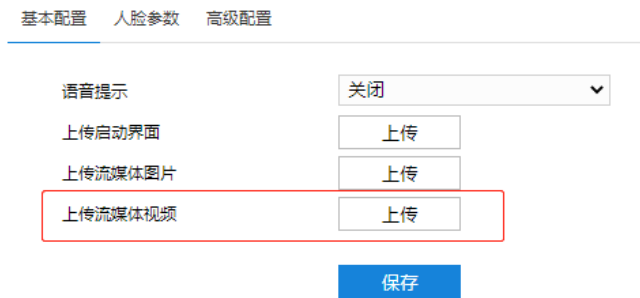 基本配置 人脸参数 高级配置
语音提示 关闭
上传启动界面 上传
上传流媒体图片 上传
上传流媒体视频 上传
保存